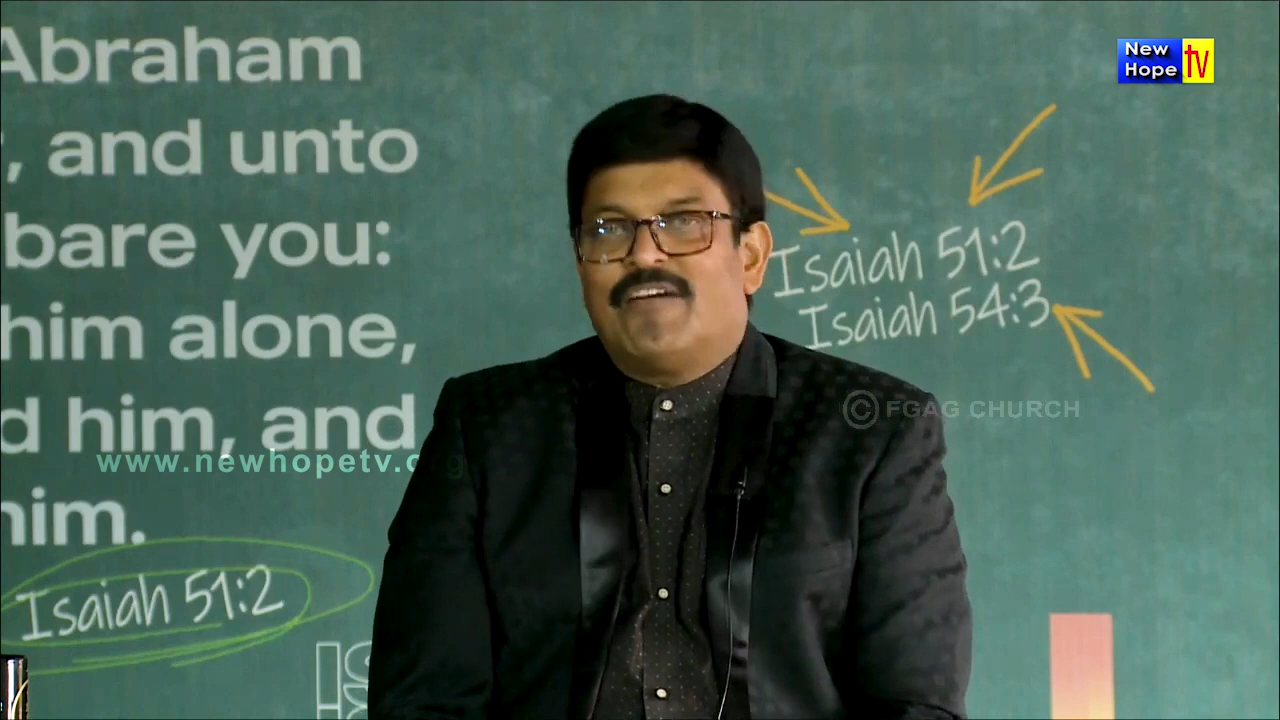 Abraham
, and unto
bare you:
him alone,
d him, and
him.
Isaiah 51:2
www.newhopetv.org
Isaiah 51:2
Isaiah 54:3
© FGAG CHURCH
New
Hope
TV